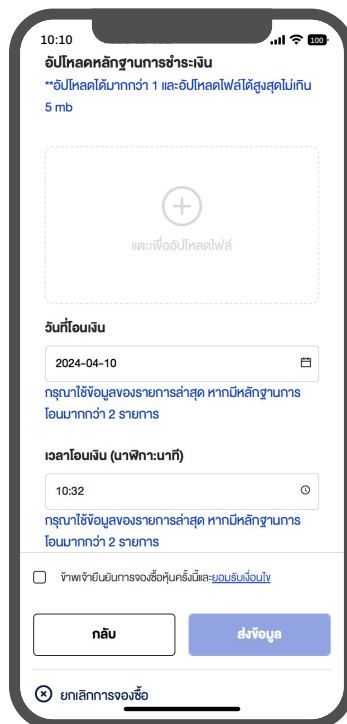 10:10
100
อัปโหลดหลักฐานการชำระเงิน
**อัปโหลดได้มากกว่า 1 และอัปโหลดไฟล์ได้สูงสุดไม่เกิน
5 mb
แตะเพื่ออัปโหลดไฟล์
วันที่โอนเงิน
2024-04-10
กรุณาใช้ข้อมูลของรายการล่าสุด หากมีหลักฐานการ
โอนมากกว่า 2 รายการ
เวลาโอนเงิน (นาฬิกา:นาที)
10:32
กรุณาใช้ข้อมูลของรายการล่าสุด หากมีหลักฐานการ
โอนมากกว่า 2 รายการ
ข้าพเจ้ายืนยันการจองซื้อหุ้นครั้งนี้และยอมรับเงื่อนไข
กลับ
ส่งข้อมูล
ยกเลิกการจองซื้อ